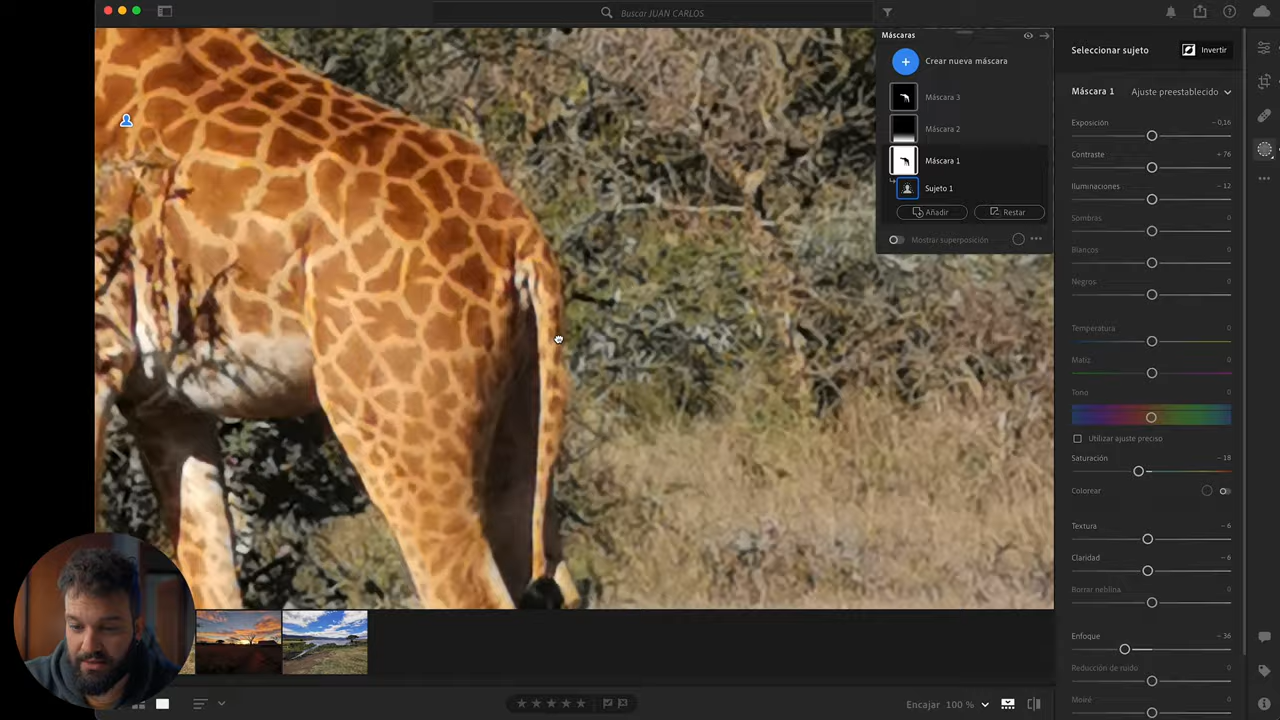 Buscar JUAN CARLOS
Máscaras
Crear nueva máscara
Máscara 3
Máscara 2
Máscara 1
Sujeto 1
Añadir
Restar
Mostrar superposición
Seleccionar sujeto
Invertir
Máscara 1
Ajuste preestablecido
Exposición
– 0,16
Contraste
+ 76
Iluminaciones
– 12
Sombras
0
Blancos
0
Negros
0
Temperatura
0
Matiz
0
Tono
0
Utilizar ajuste preciso
Saturación
– 18
Colorear
Textura
– 6
Claridad
– 6
Borrar neblina
0
Enfoque
– 36
Reducción de ruido
0
Moiré
0
Encajar
100 %